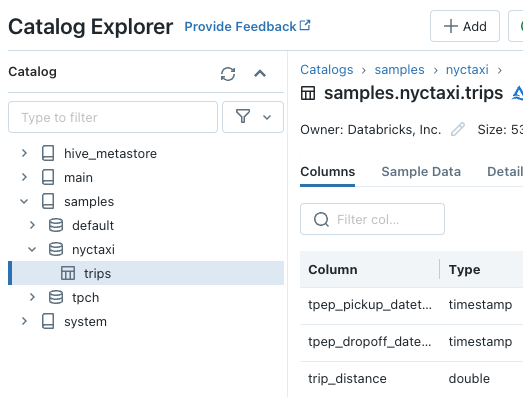 Catalog Explorer Provide Feedback
Add
Catalog
Type to filter
hive_metastore
main
samples
default
nyctaxi
trips
tpch
system
Catalogs > samples > nyctaxi >
samples.nyctaxi.trips
Owner: Databricks, Inc. Size: 53
Columns Sample Data Detail
Filter col...
Column Type
tpep_pickup_datet... timestamp
tpep_dropoff_date... timestamp
trip_distance double